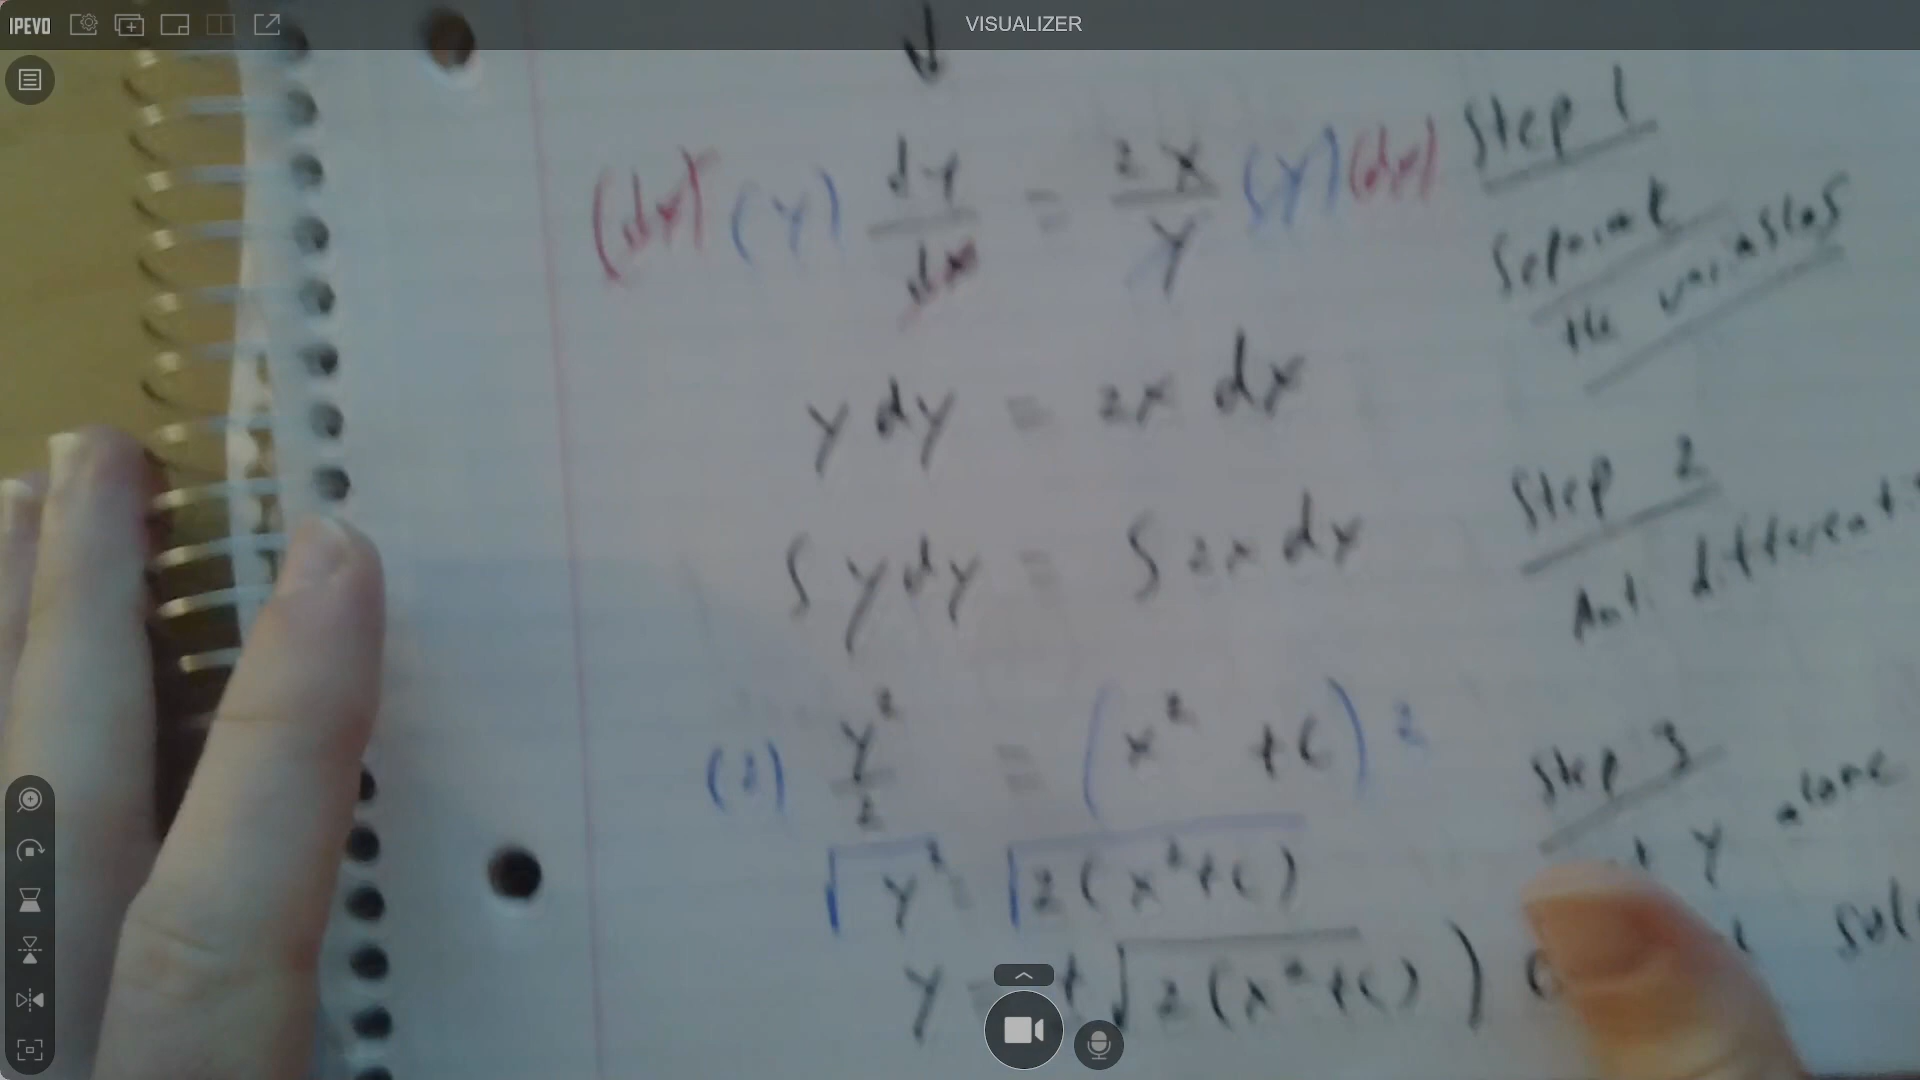 IPEVO
VISUALIZER
(dx) (y) dy/dx = 2x/y (y) (dx)
Step 1
Separate
the variables
y dy = 2x dx
Step 2
∫ y dy = ∫ 2x dx
Anti
(2) y²/2 = (x² + C) 2
Step 3
y alone
√y² = √2(x²+C)
y = ±√2(x²+C) )